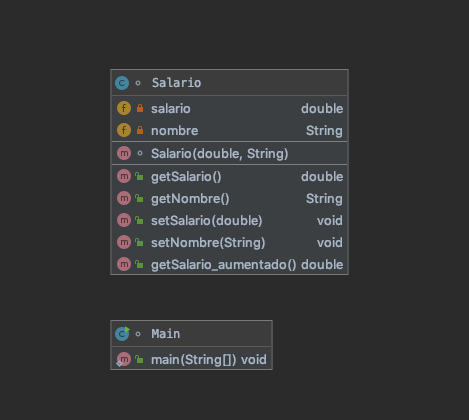 Salario
salario double
nombre String
Salario(double, String)
getSalario() double
getNombre() String
setSalario(double) void
setNombre(String) void
getSalario_aumentado() double
Main
main(String[]) void